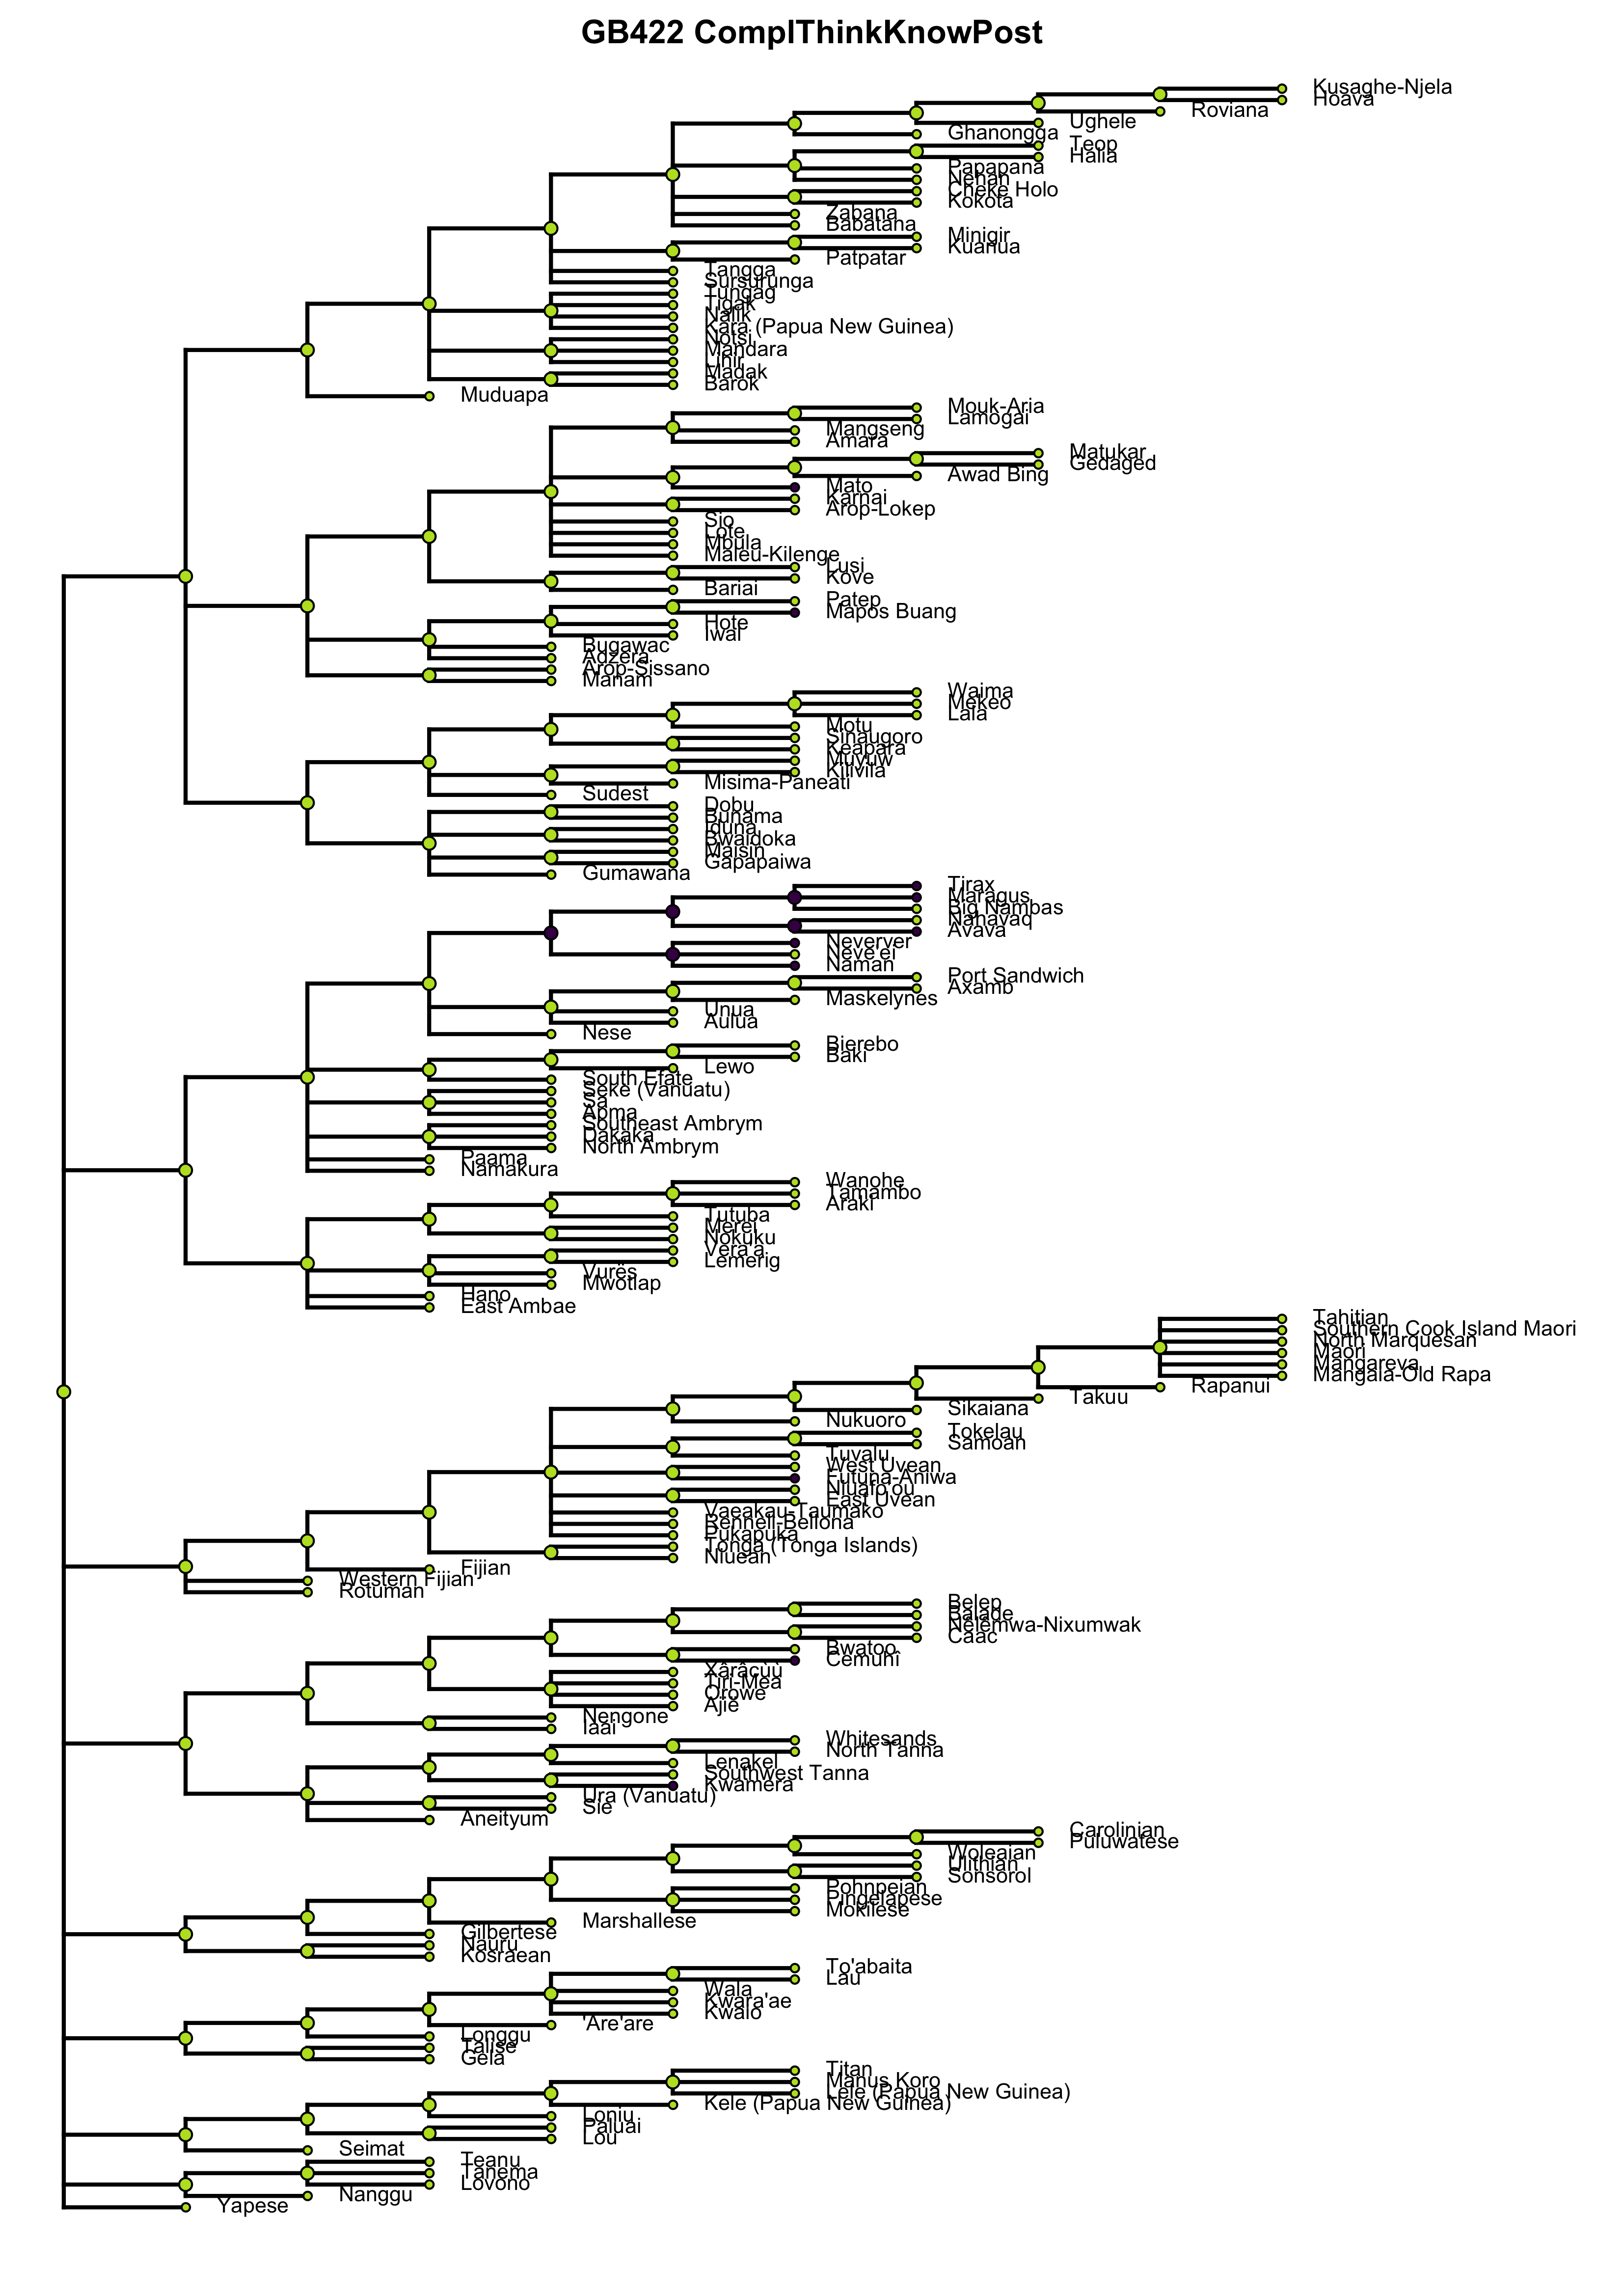 GB422 ComplThinkKnowPost
Kusaghe-Njela
Hoava
Roviana
Ughele
Ghanongga
Teop
Halia
Papapana
Nehan
Cheke Holo
Kokota
Zabana
Babatana
Minigir
Kuanua
Patpatar
Tangga
Sursurunga
Tungag
Tigak
Nalik
Kara (Papua New Guinea)
Notsi
Mandara
Lihir
Madak
Barok
Muduapa
Mouk-Aria
Lamogai
Mangseng
Amara
Matukar
Gedaged
Awad Bing
Mato
Karnai
Arop-Lokep
Sio
Lote
Mbula
Maleu-Kilenge
Lusi
Kove
Bariai
Patep
Mapos Buang
Hote
Iwal
Bugawac
Adzera
Arop-Sissano
Manam
Waima
Mekeo
Lala
Motu
Sinaugoro
Keapara
Muyuw
Kilivila
Misima-Paneati
Sudest
Dobu
Bunama
Iduna
Bwaidoka
Maisin
Gapapaiwa
Gumawana
Tirax
Maragus
Big Nambas
Nahavaq
Avava
Neverver
Neve'ei
Naman
Port Sandwich
Axamb
Maskelynes
Unua
Aulua
Nese
Bierebo
Baki
Lewo
South Efate
Seke (Vanuatu)
Sa
Apma
Southeast Ambrym
Dakaka
North Ambrym
Paama
Namakura
Wanohe
Tamambo
Araki
Tutuba
Merei
Nokuku
Vera'a
Lemerig
Vurës
Mwotlap
Hano
East Ambae
Tahitian
Southern Cook Island Maori
North Marquesan
Maori
Mangareva
Mangaia-Old Rapa
Rapanui
Takuu
Sikaiana
Nukuoro
Tokelau
Samoan
Tuvalu
West Uvean
Futuna-Aniwa
Niuafo'ou
East Uvean
Vaeakau-Taumako
Rennell-Bellona
Pukapuka
Tonga (Tonga Islands)
Niuean
Fijian
Western Fijian
Rotuman
Belep
Balade
Nêlêmwa-Nixumwak
Caac
Bwatoo
Cemuhî
Xârâcùù
Tiri-Mea
Orowe
Ajië
Nengone
Iaai
Whitesands
North Tanna
Lenakel
Southwest Tanna
Kwamera
Ura (Vanuatu)
Sie
Aneityum
Carolinian
Puluwatese
Woleaian
Ulithian
Sonsorol
Pohnpeian
Pingelapese
Mokilese
Marshallese
Gilbertese
Nauru
Kosraean
To'abaita
Lau
Wala
Kwara'ae
Kwaio
'Are'are
Longgu
Talise
Gela
Titan
Manus Koro
Lele (Papua New Guinea)
Kele (Papua New Guinea)
Loniu
Paluai
Lou
Seimat
Teanu
Tanema
Lovono
Nanggu
Yapese